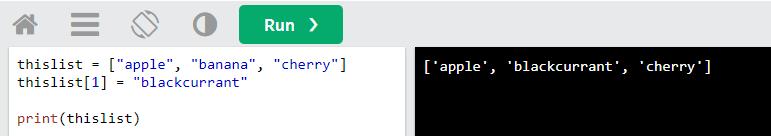 Run ❯
thislist = ["apple", "banana", "cherry"]
thislist[1] = "blackcurrant"
print(thislist)
['apple', 'blackcurrant', 'cherry']